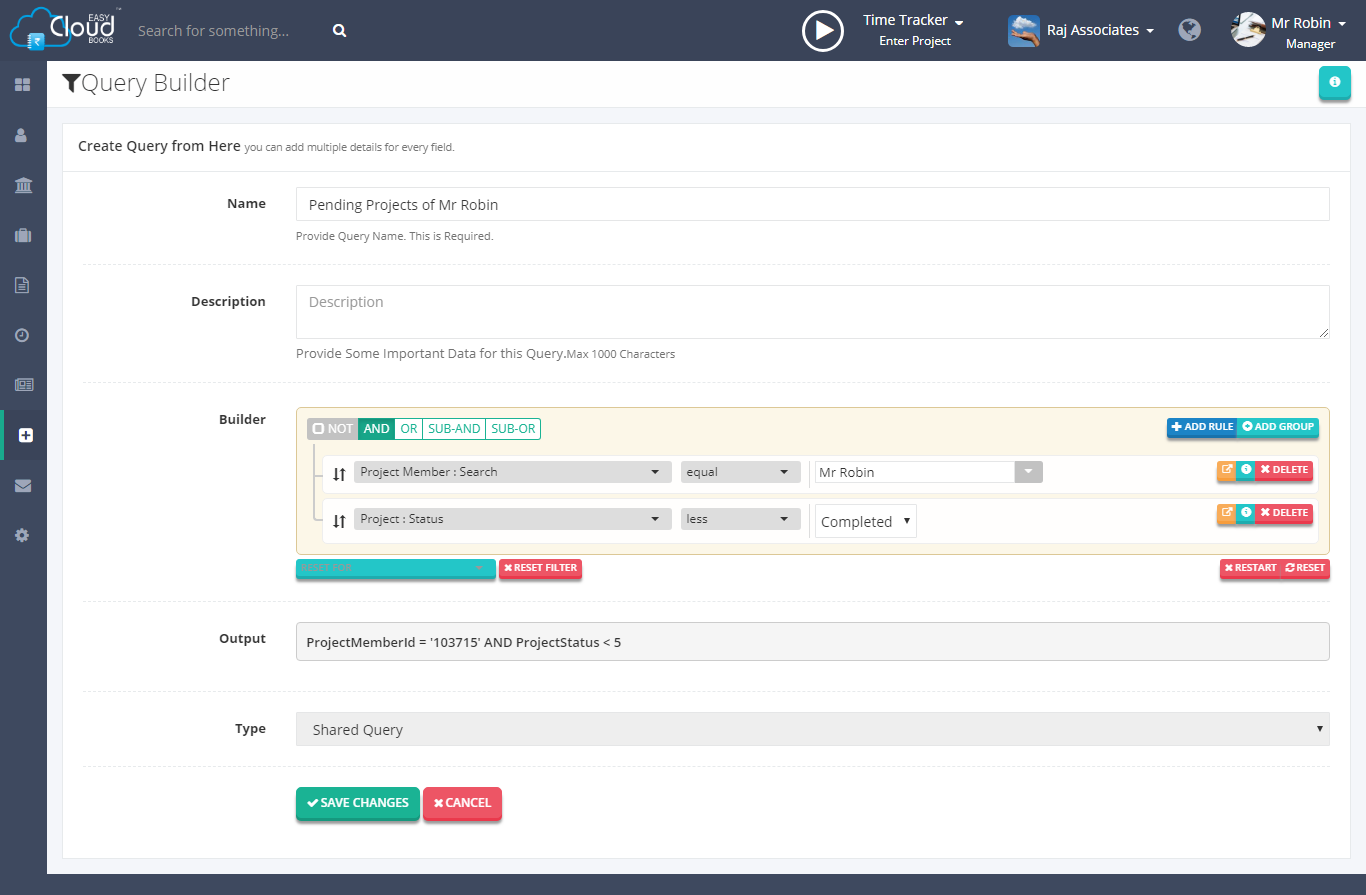 EASY
Cloud
BOOKS
™
Search for something...
Time Tracker
Enter Project
Raj Associates
Mr Robin
Manager
Query Builder
Create Query from Here you can add multiple details for every field.
Name
Pending Projects of Mr Robin
Provide Query Name. This is Required.
Description
Description
Provide Some Important Data for this Query.Max 1000 Characters
Builder
NOT AND OR SUB-AND SUB-OR
ADD RULE ADD GROUP
Project Member : Search equal Mr Robin DELETE
Project : Status less Completed DELETE
RESET FOR RESET FILTER RESTART RESET
Output
ProjectMemberId = '103715' AND ProjectStatus < 5
Type
Shared Query
SAVE CHANGES CANCEL